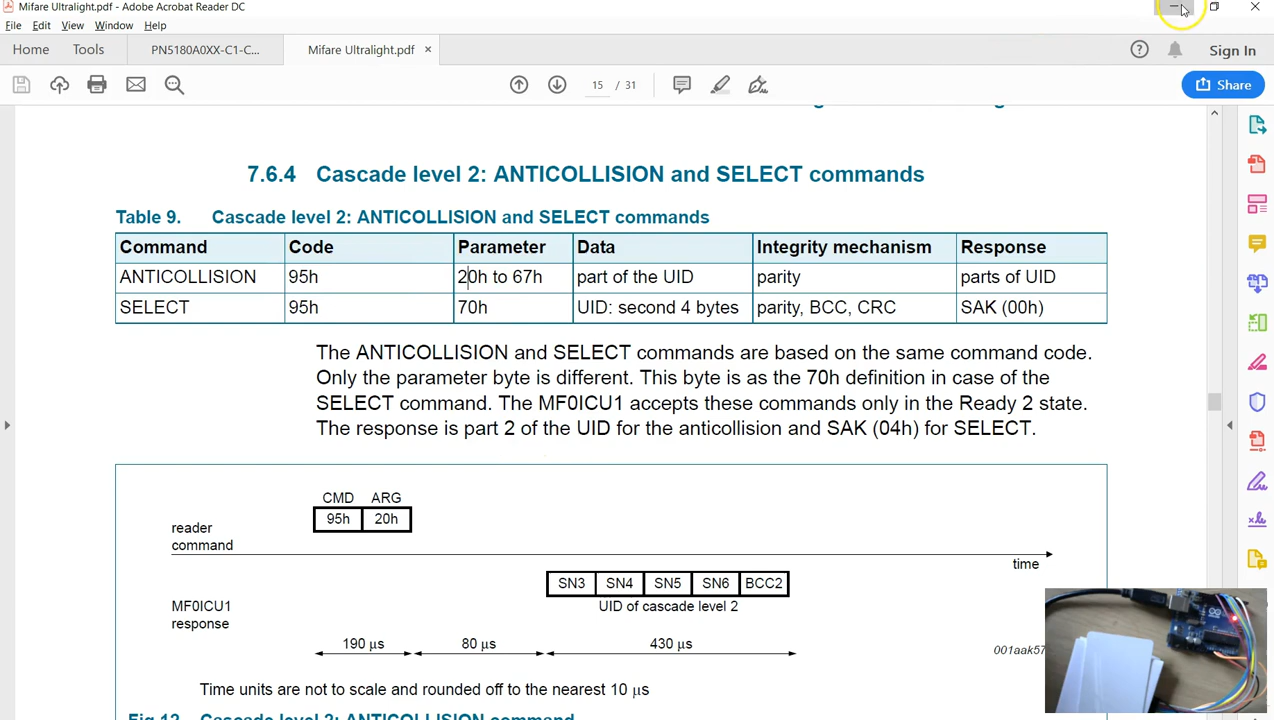 Mifare Ultralight.pdf - Adobe Acrobat Reader DC
File Edit View Window Help
Home Tools PN5180A0XX-C1-C... Mifare Ultralight.pdf × Sign In
15 / 31 Share
7.6.4 Cascade level 2: ANTICOLLISION and SELECT commands
Table 9. Cascade level 2: ANTICOLLISION and SELECT commands
Command Code Parameter Data Integrity mechanism Response
ANTICOLLISION 95h 20h to 67h part of the UID parity parts of UID
SELECT 95h 70h UID: second 4 bytes parity, BCC, CRC SAK (00h)
The ANTICOLLISION and SELECT commands are based on the same command code.
Only the parameter byte is different. This byte is as the 70h definition in case of the
SELECT command. The MF0ICU1 accepts these commands only in the Ready 2 state.
The response is part 2 of the UID for the anticollision and SAK (04h) for SELECT.
CMD ARG
95h 20h
reader
command
time
SN3 SN4 SN5 SN6 BCC2
UID of cascade level 2
MF0ICU1
response
190 μs 80 μs 430 μs
001aak57
Time units are not to scale and rounded off to the nearest 10 μs
Fig 12. Cascade level 2: ANTICOLLISION command